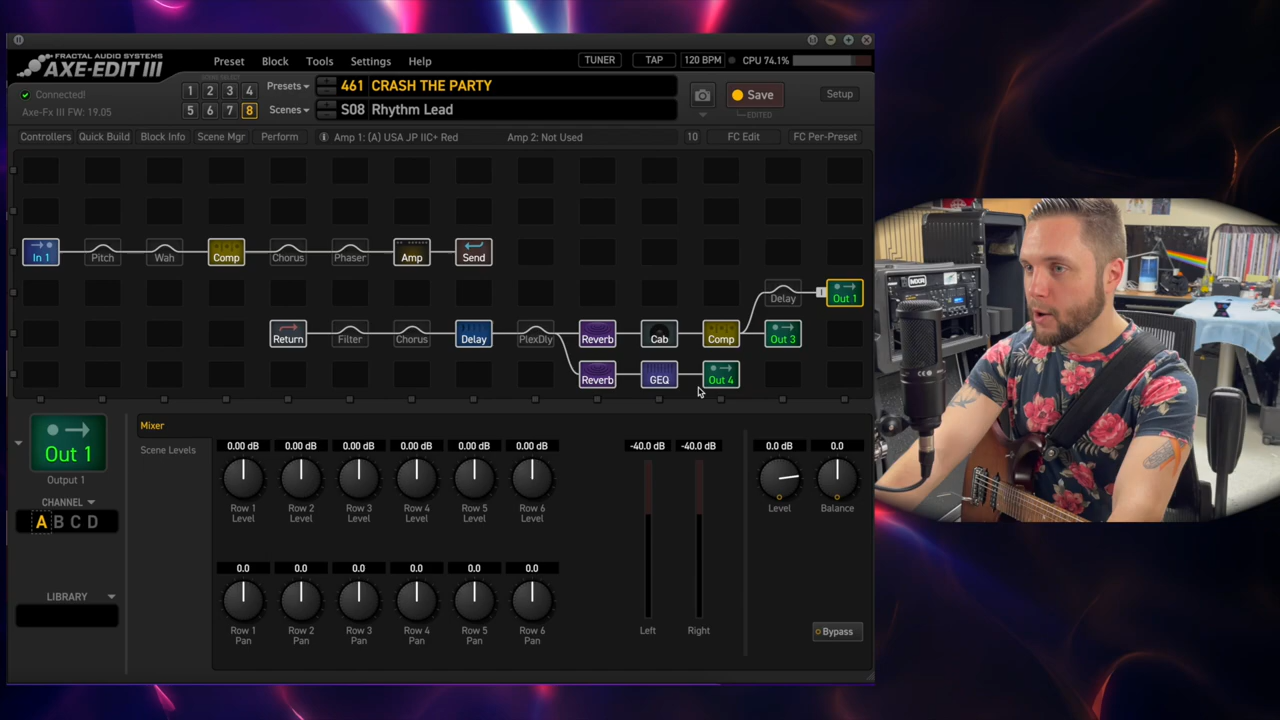 FRACTAL AUDIO SYSTEMS
AXE-EDIT III
Preset Block Tools Settings Help
TUNER TAP 120 BPM CPU 74.1%
Connected!
Axe-Fx III FW: 19.05
1 2 3 4
5 6 7 8
Presets 461 CRASH THE PARTY
Scenes S08 Rhythm Lead
Save
EDITED
Setup
Controllers Quick Build Block Info Scene Mgr Perform Amp 1: (A) USA JP IIC+ Red Amp 2: Not Used 10 FC Edit FC Per-Preset
In 1 Pitch Wah Comp Chorus Phaser Amp Send
Delay Out 1
Return Filter Chorus Delay PlexDly Reverb Cab Comp Out 3
Reverb GEQ Out 4
Out 1
Output 1
CHANNEL
A B C D
LIBRARY
Mixer
Scene Levels
0.00 dB 0.00 dB 0.00 dB 0.00 dB 0.00 dB 0.00 dB -40.0 dB -40.0 dB 0.0 dB 0.0
Row 1 Level Row 2 Level Row 3 Level Row 4 Level Row 5 Level Row 6 Level Level Balance
0.0 0.0 0.0 0.0 0.0 0.0
Row 1 Pan Row 2 Pan Row 3 Pan Row 4 Pan Row 5 Pan Row 6 Pan Left Right
Bypass
MXR